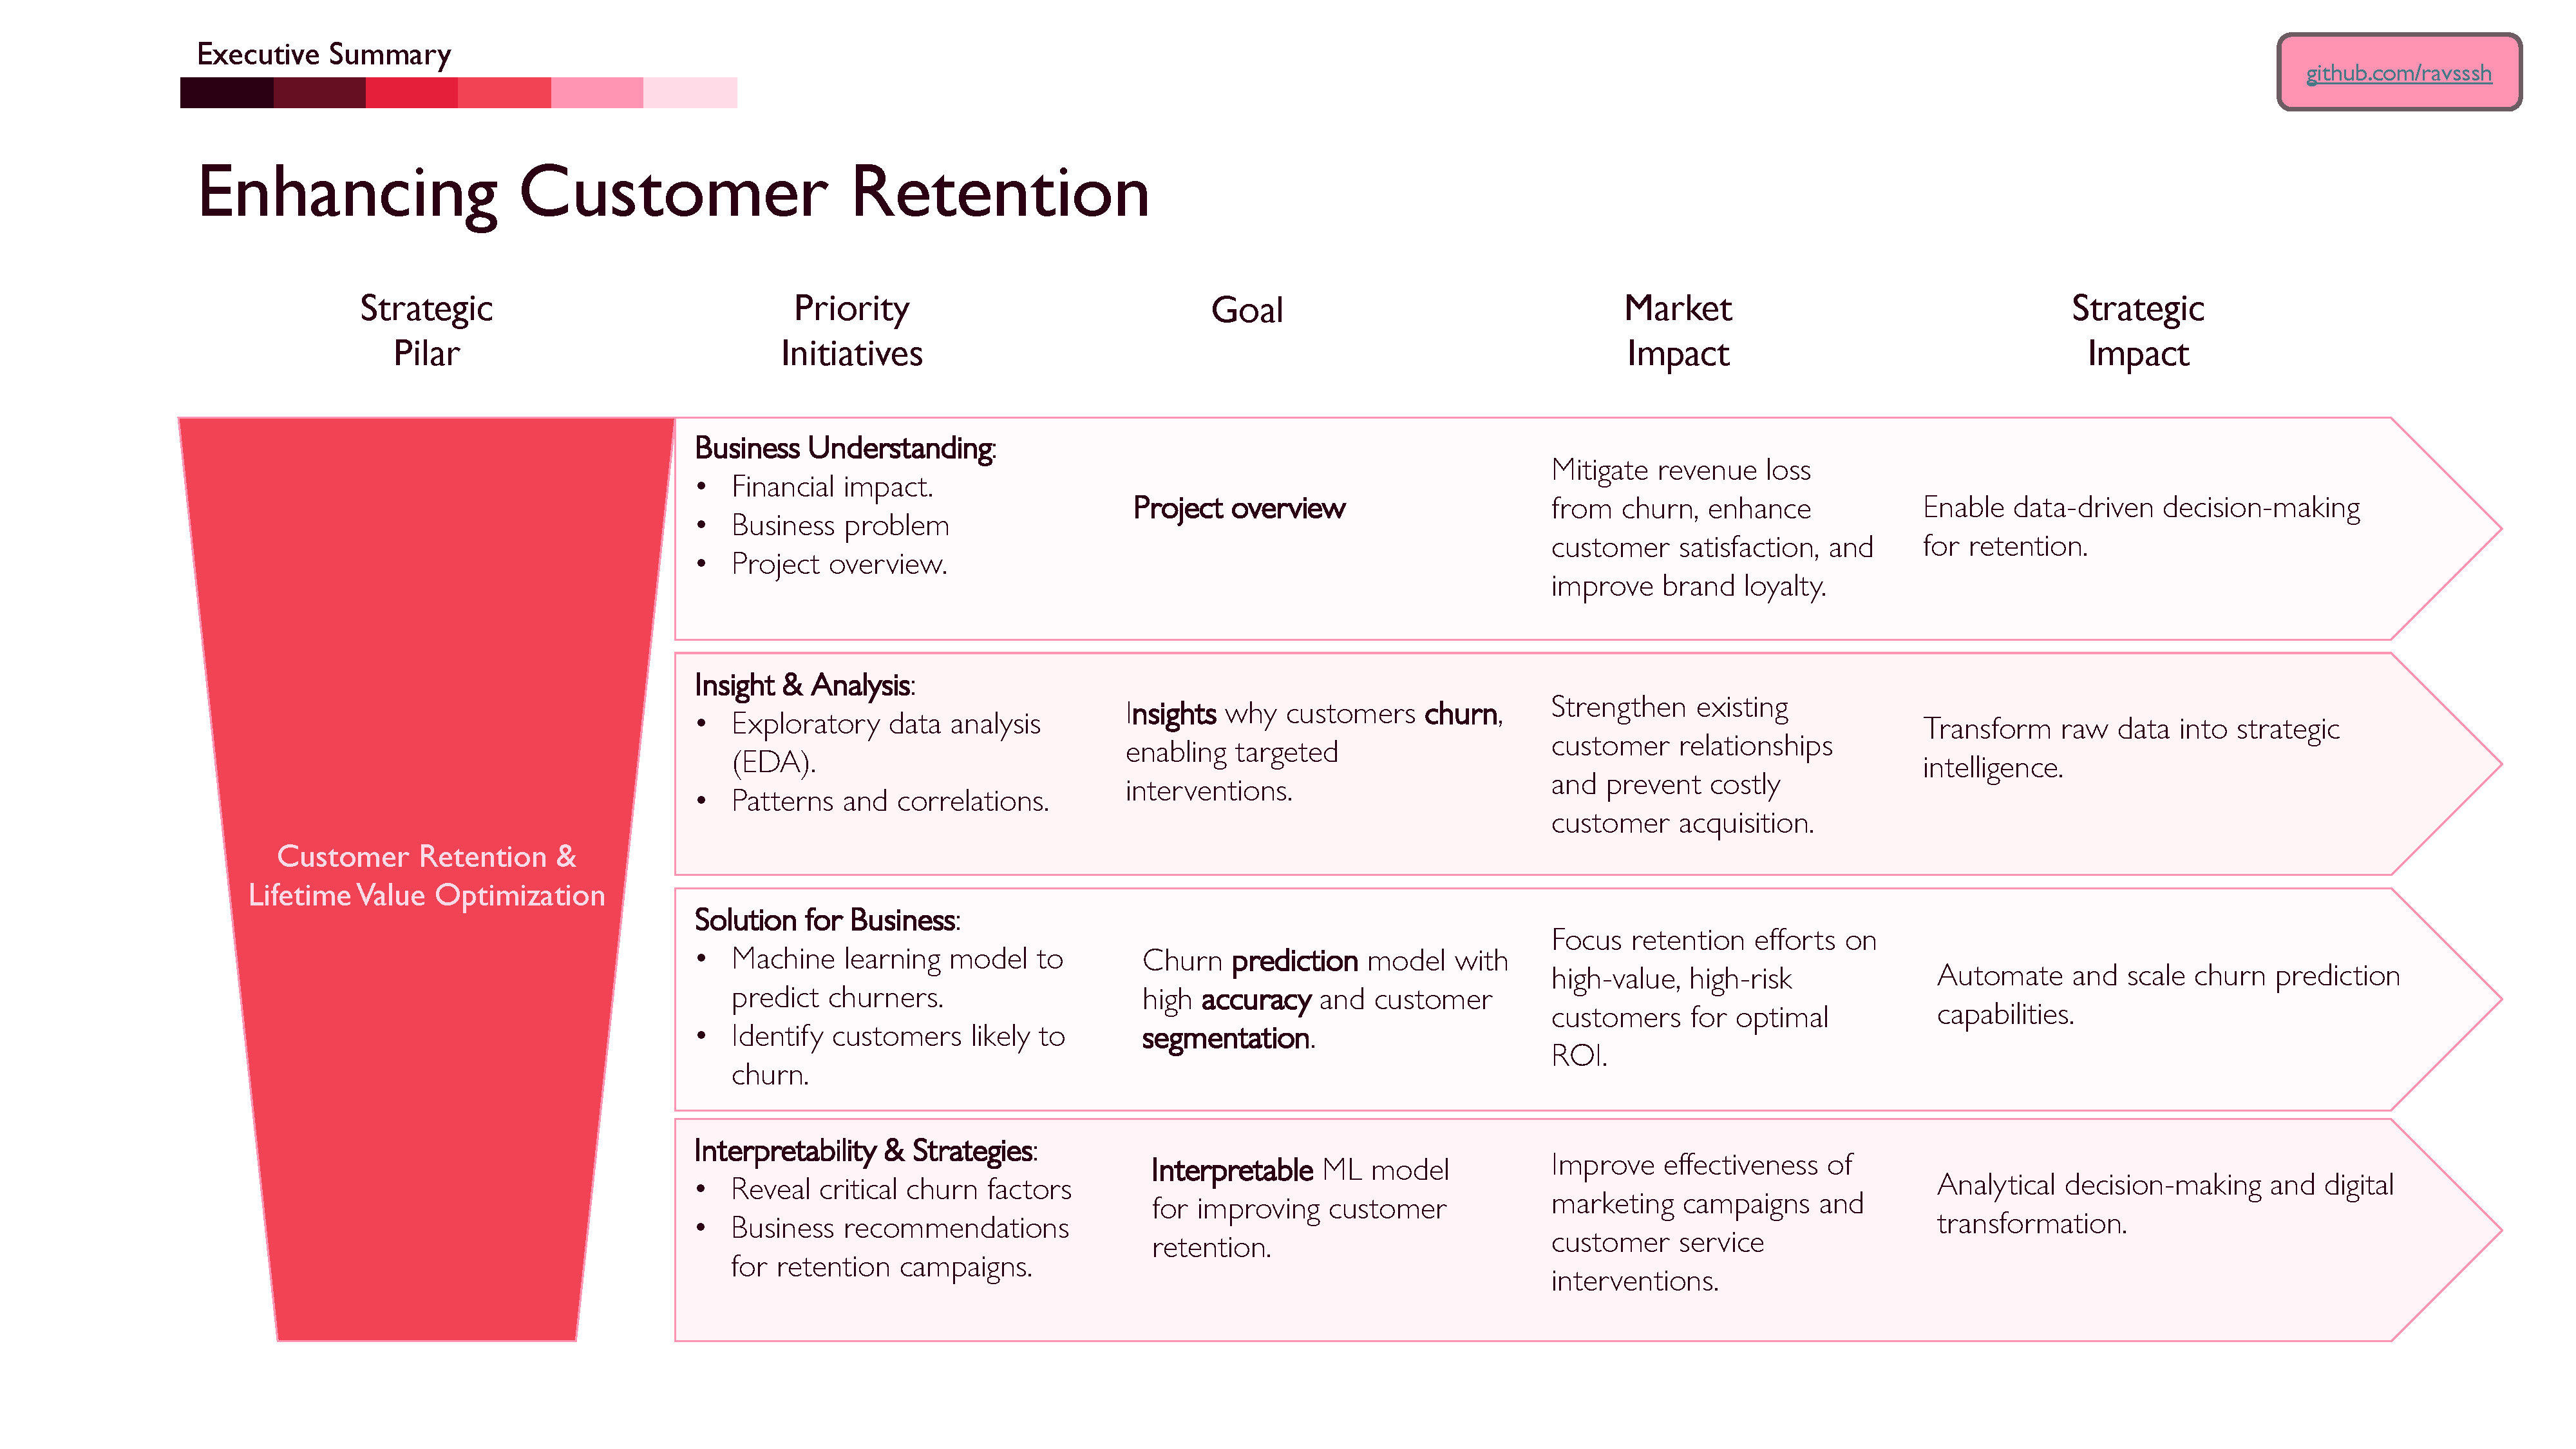 Executive Summary
github.com/ravsssh
Enhancing Customer Retention
Strategic
Pilar
Priority
Initiatives
Goal
Market
Impact
Strategic
Impact
Customer Retention &
Lifetime Value Optimization
Business Understanding:
• Financial impact.
• Business problem
• Project overview.
Project overview
Mitigate revenue loss
from churn, enhance
customer satisfaction, and
improve brand loyalty.
Enable data-driven decision-making
for retention.
Insight & Analysis:
• Exploratory data analysis
(EDA).
• Patterns and correlations.
Insights why customers churn,
enabling targeted
interventions.
Strengthen existing
customer relationships
and prevent costly
customer acquisition.
Transform raw data into strategic
intelligence.
Solution for Business:
• Machine learning model to
predict churners.
• Identify customers likely to
churn.
Churn prediction model with
high accuracy and customer
segmentation.
Focus retention efforts on
high-value, high-risk
customers for optimal
ROI.
Automate and scale churn prediction
capabilities.
Interpretability & Strategies:
• Reveal critical churn factors
• Business recommendations
for retention campaigns.
Interpretable ML model
for improving customer
retention.
Improve effectiveness of
marketing campaigns and
customer service
interventions.
Analytical decision-making and digital
transformation.